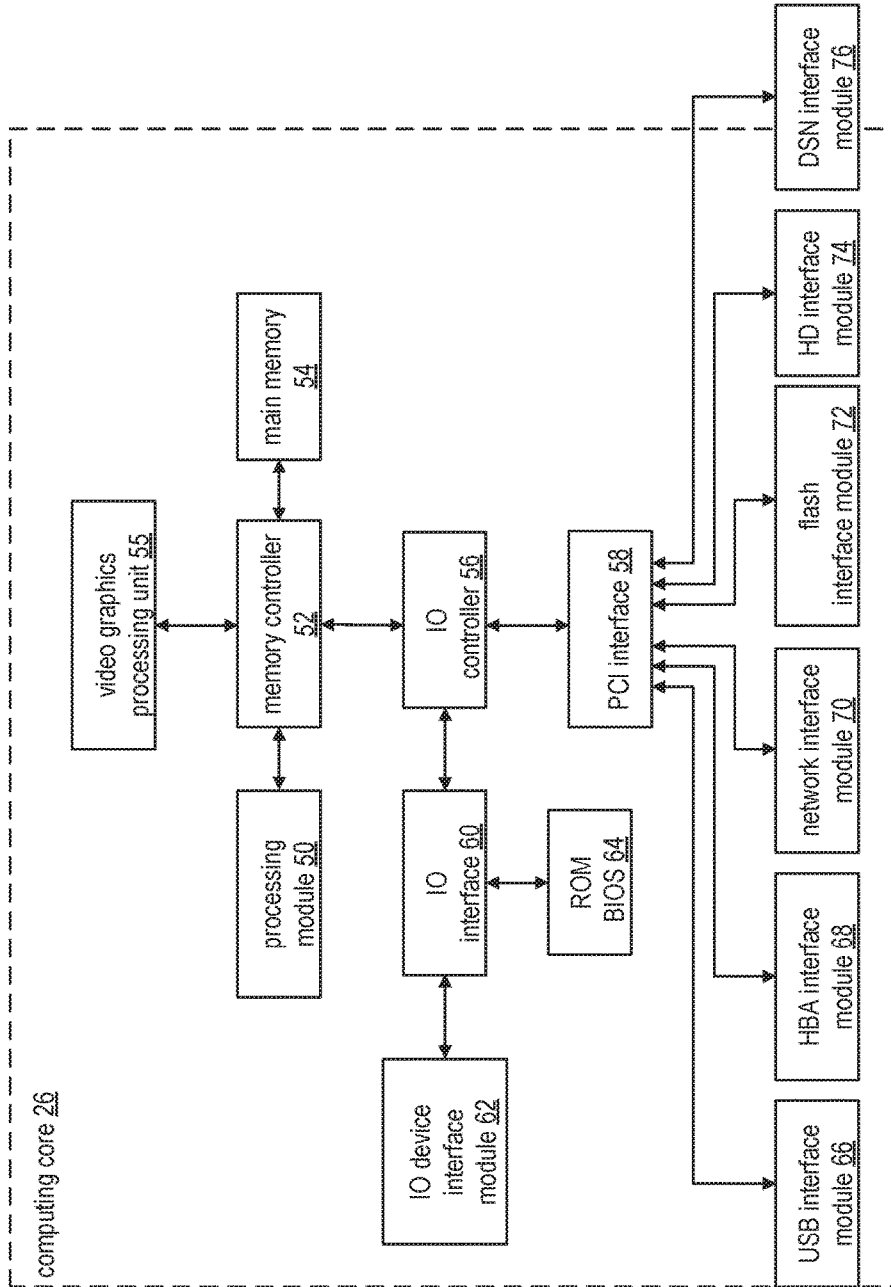 computing core 26
video graphics
processing unit 55
processing
module 50
memory controller
52
main memory
54
IO device
interface
module 62
IO
interface 60
IO
controller 56
ROM
BIOS 64
PCI interface 58
USB interface
module 66
HBA interface
module 68
network interface
module 70
flash
interface module 72
HD interface
module 74
DSN interface
module 76